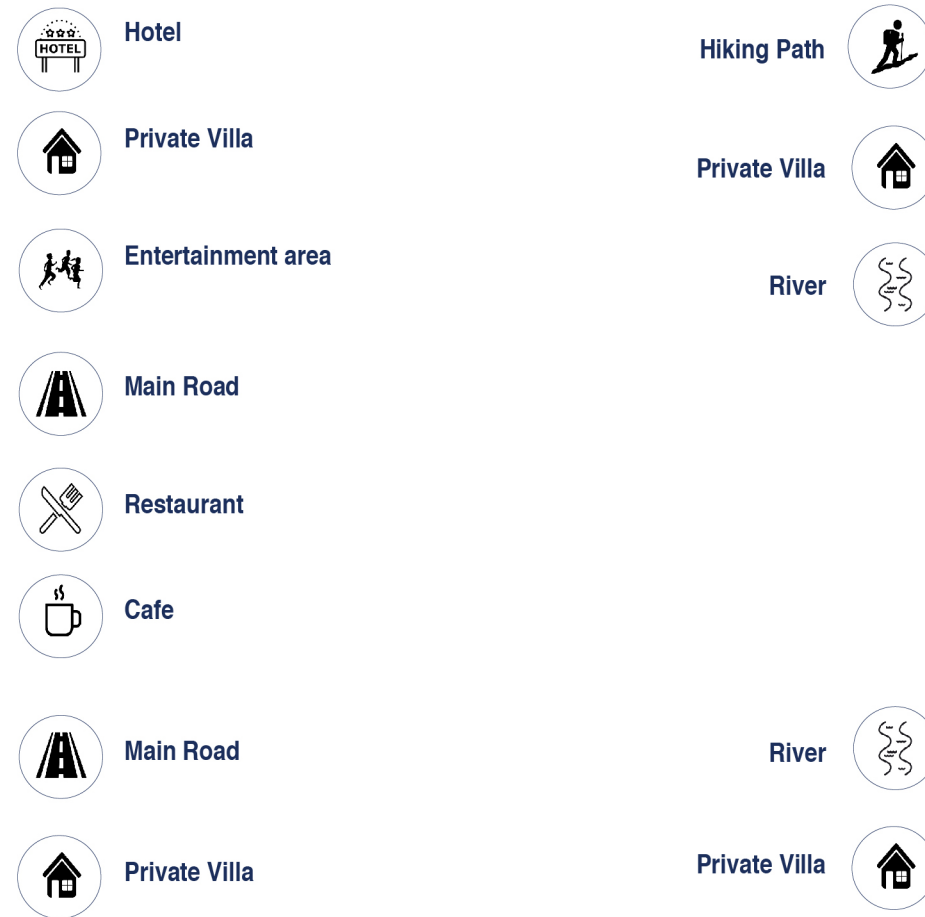 HOTEL
Hotel
Private Villa
Entertainment area
Main Road
Restaurant
Cafe
Main Road
Private Villa
Hiking Path
Private Villa
River
River
Private Villa